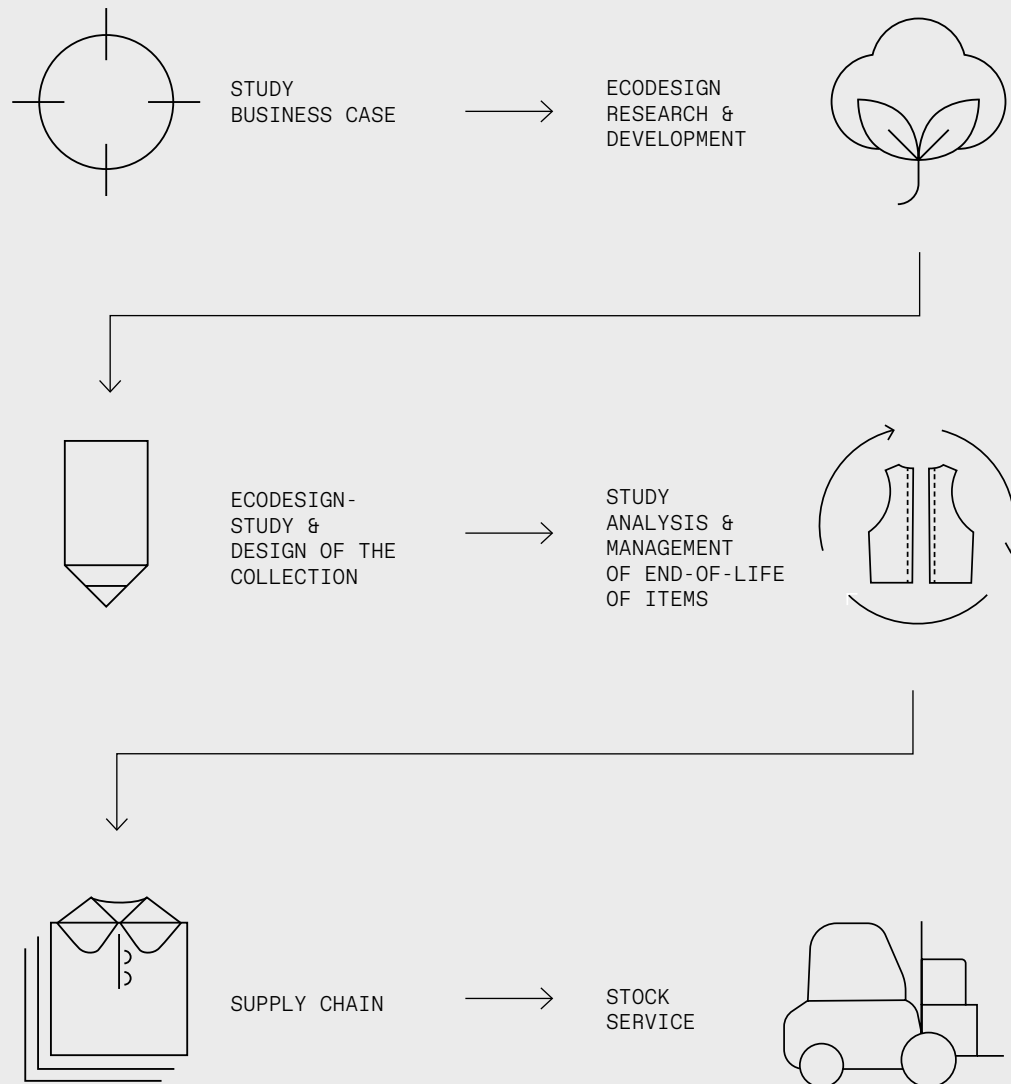 STUDY
BUSINESS CASE
ECODESIGN
RESEARCH &
DEVELOPMENT
ECODESIGN-
STUDY &
DESIGN OF THE
COLLECTION
STUDY
ANALYSIS &
MANAGEMENT
OF END-OF-LIFE
OF ITEMS
SUPPLY CHAIN
STOCK
SERVICE